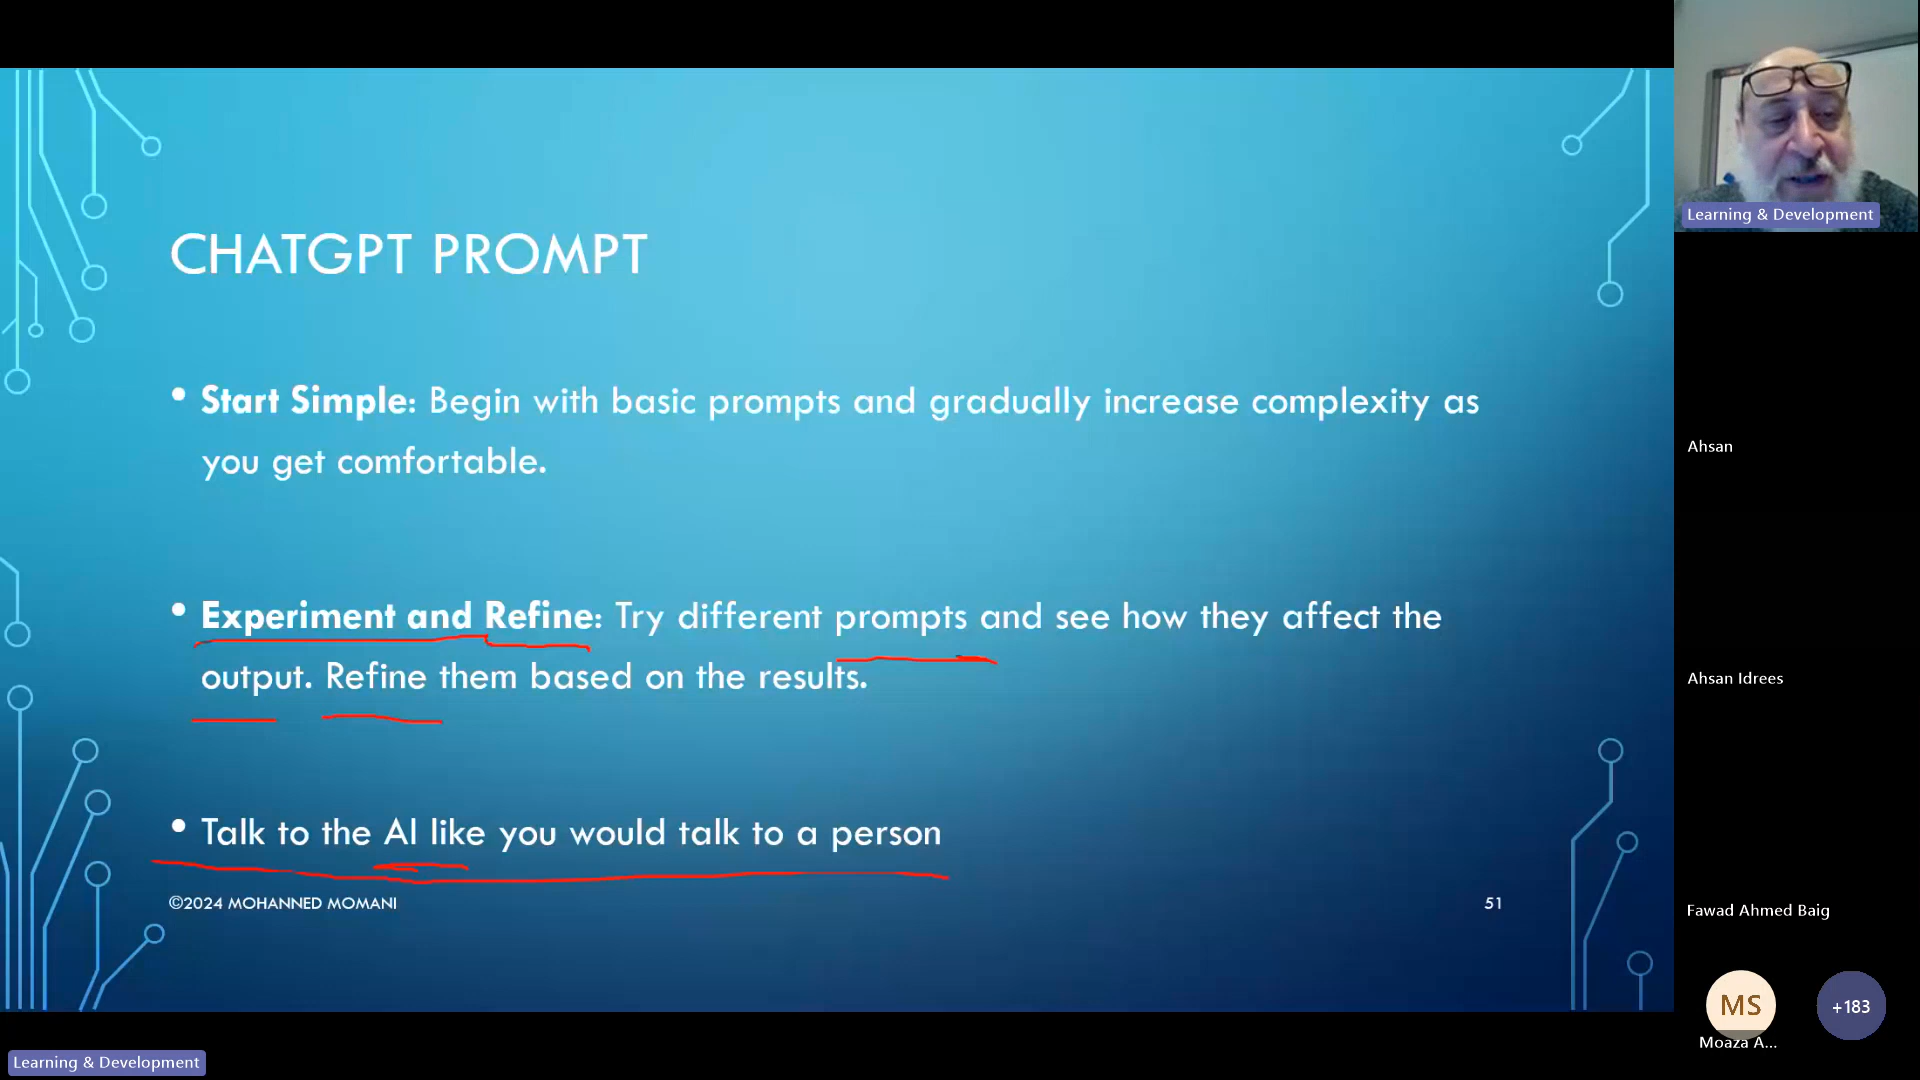 CHATGPT PROMPT
• Start Simple: Begin with basic prompts and gradually increase complexity as
you get comfortable.
• Experiment and Refine: Try different prompts and see how they affect the
output. Refine them based on the results.
• Talk to the AI like you would talk to a person
©2024 MOHANNED MOMANI
51
Learning & Development
Learning & Development
Ahsan
Ahsan Idrees
Fawad Ahmed Baig
MS
+183
Moaza A...